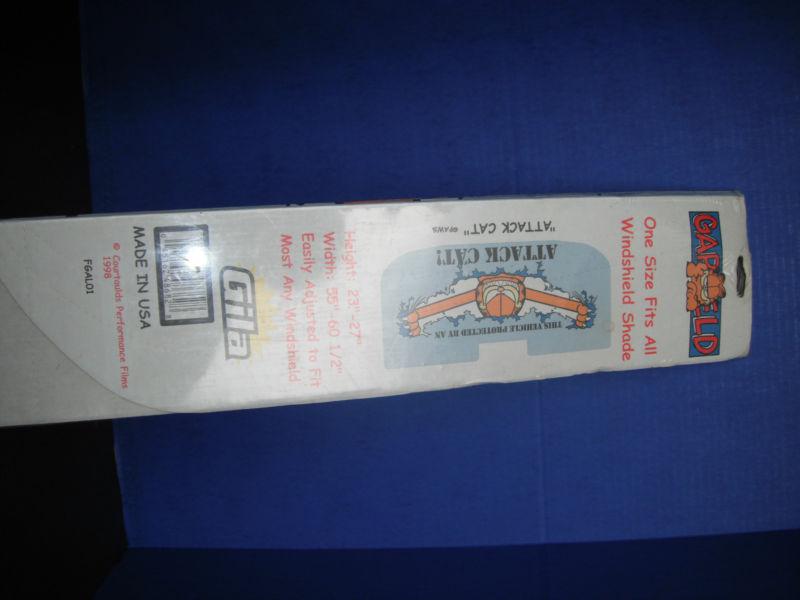 GARFIELD
One Size Fits All
Windshield Shade
THIS VEHICLE PROTECTED BY AN
ATTACK CAT!
"ATTACK CAT"
©PAWS
Height: 23"-27"
Width: 55"-60 1/2"
Easily Adjusted to Fit
Most Any Windshield
Gila
MADE IN USA
© Courtaulds Performance Films
1998
FGAL01